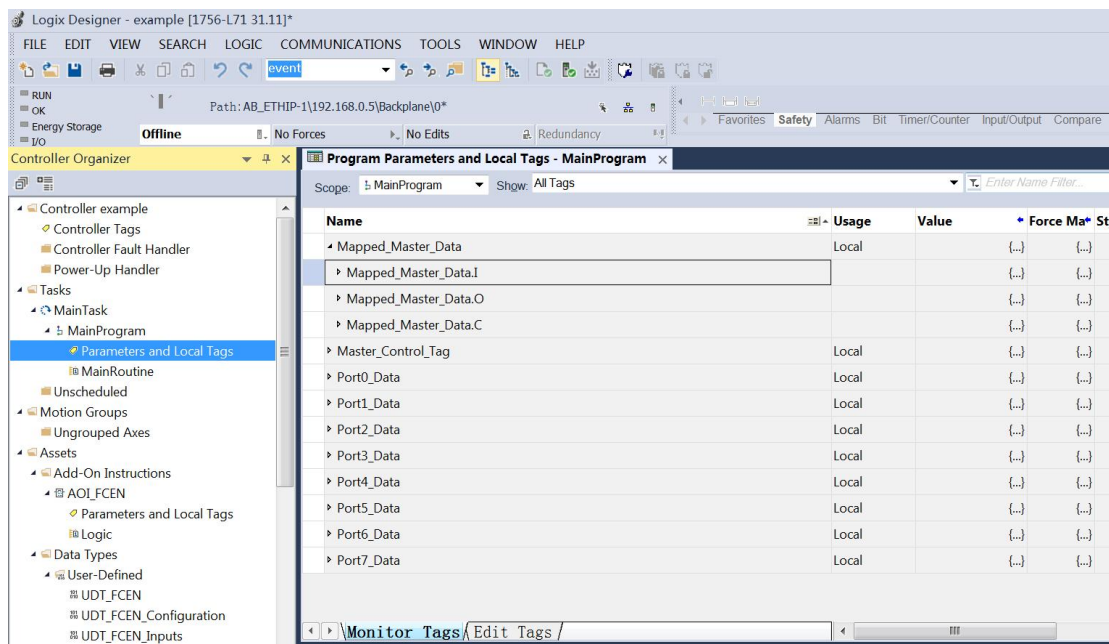 Logix Designer - example [1756-L71 31.11]*
FILE EDIT VIEW SEARCH LOGIC COMMUNICATIONS TOOLS WINDOW HELP
event
RUN
OK
Energy Storage
I/O
Path: AB_ETHIP-1\192.168.0.5\Backplane\0*
Offline No Forces No Edits Redundancy
Favorites Safety Alarms Bit Timer/Counter Input/Output Compare
Controller Organizer
Program Parameters and Local Tags - MainProgram
Scope: MainProgram Show: All Tags Enter Name Filter...
Controller example
Controller Tags
Controller Fault Handler
Power-Up Handler
Tasks
MainTask
MainProgram
Parameters and Local Tags
MainRoutine
Unscheduled
Motion Groups
Ungrouped Axes
Assets
Add-On Instructions
AOI_FCEN
Parameters and Local Tags
Logic
Data Types
User-Defined
UDT_FCEN
UDT_FCEN_Configuration
UDT_FCEN_Inputs
Name Usage Value Force Ma St
Mapped_Master_Data Local {...} {...}
Mapped_Master_Data.I {...} {...}
Mapped_Master_Data.O {...} {...}
Mapped_Master_Data.C {...} {...}
Master_Control_Tag Local {...} {...}
Port0_Data Local {...} {...}
Port1_Data Local {...} {...}
Port2_Data Local {...} {...}
Port3_Data Local {...} {...}
Port4_Data Local {...} {...}
Port5_Data Local {...} {...}
Port6_Data Local {...} {...}
Port7_Data Local {...} {...}
Monitor Tags Edit Tags